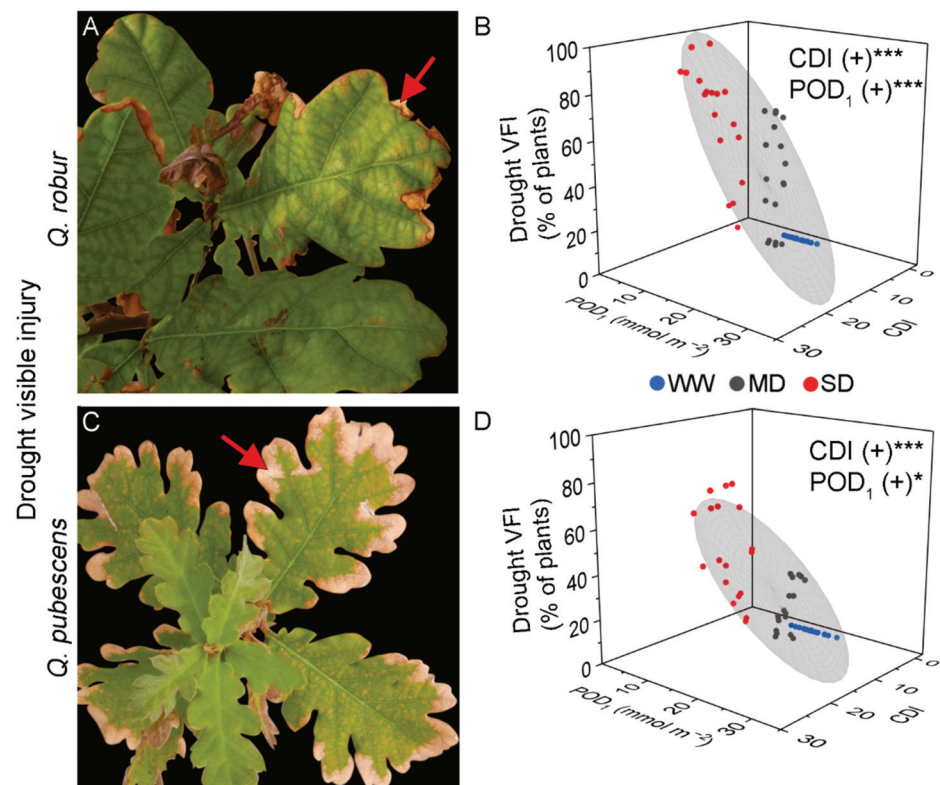 Drought visible injury
Q. robur
A
B
CDI (+)***
POD₁ (+)***
Drought VFI
(% of plants)
100
80
60
40
20
0
10
20
30
POD₁ (mmol m⁻²)
0
10
20
30
CDI
WW MD SD
Q. pubescens
C
D
CDI (+)***
POD₁ (+)*
Drought VFI
(% of plants)
100
80
60
40
20
0
10
20
30
POD₁ (mmol m⁻²)
0
10
20
30
CDI